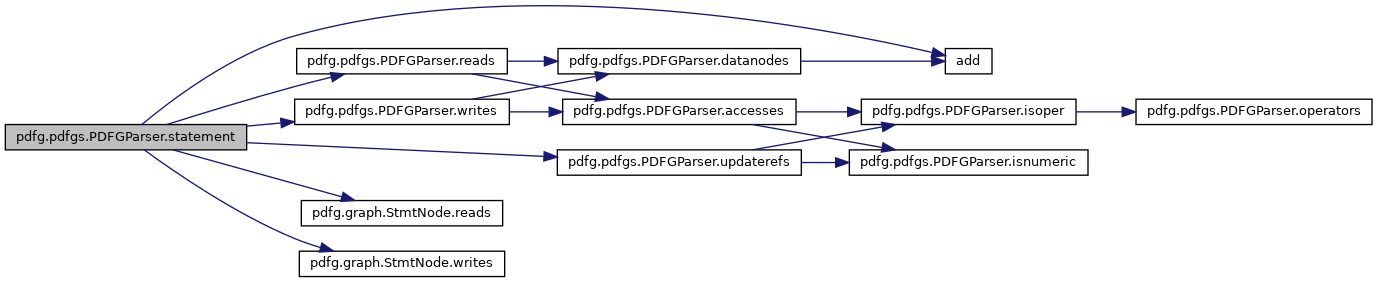 pdfg.pdfgs.PDFGParser.statement
pdfg.pdfgs.PDFGParser.reads
pdfg.pdfgs.PDFGParser.datanodes
add
pdfg.pdfgs.PDFGParser.writes
pdfg.pdfgs.PDFGParser.accesses
pdfg.pdfgs.PDFGParser.isoper
pdfg.pdfgs.PDFGParser.operators
pdfg.pdfgs.PDFGParser.updaterefs
pdfg.pdfgs.PDFGParser.isnumeric
pdfg.graph.StmtNode.reads
pdfg.graph.StmtNode.writes